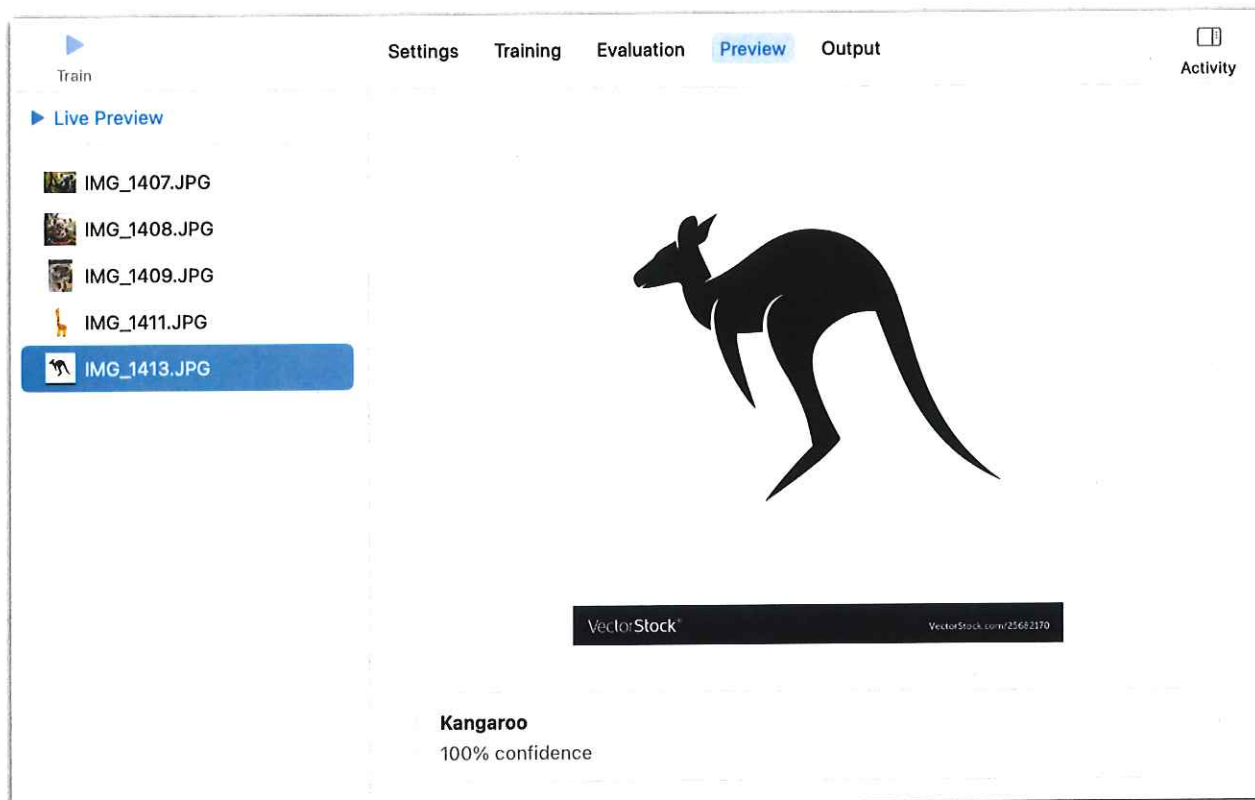 Train
Settings Training Evaluation Preview Output
Activity
Live Preview
IMG_1407.JPG
IMG_1408.JPG
IMG_1409.JPG
IMG_1411.JPG
IMG_1413.JPG
VectorStock®
VectorStock.com/25682170
Kangaroo
100% confidence